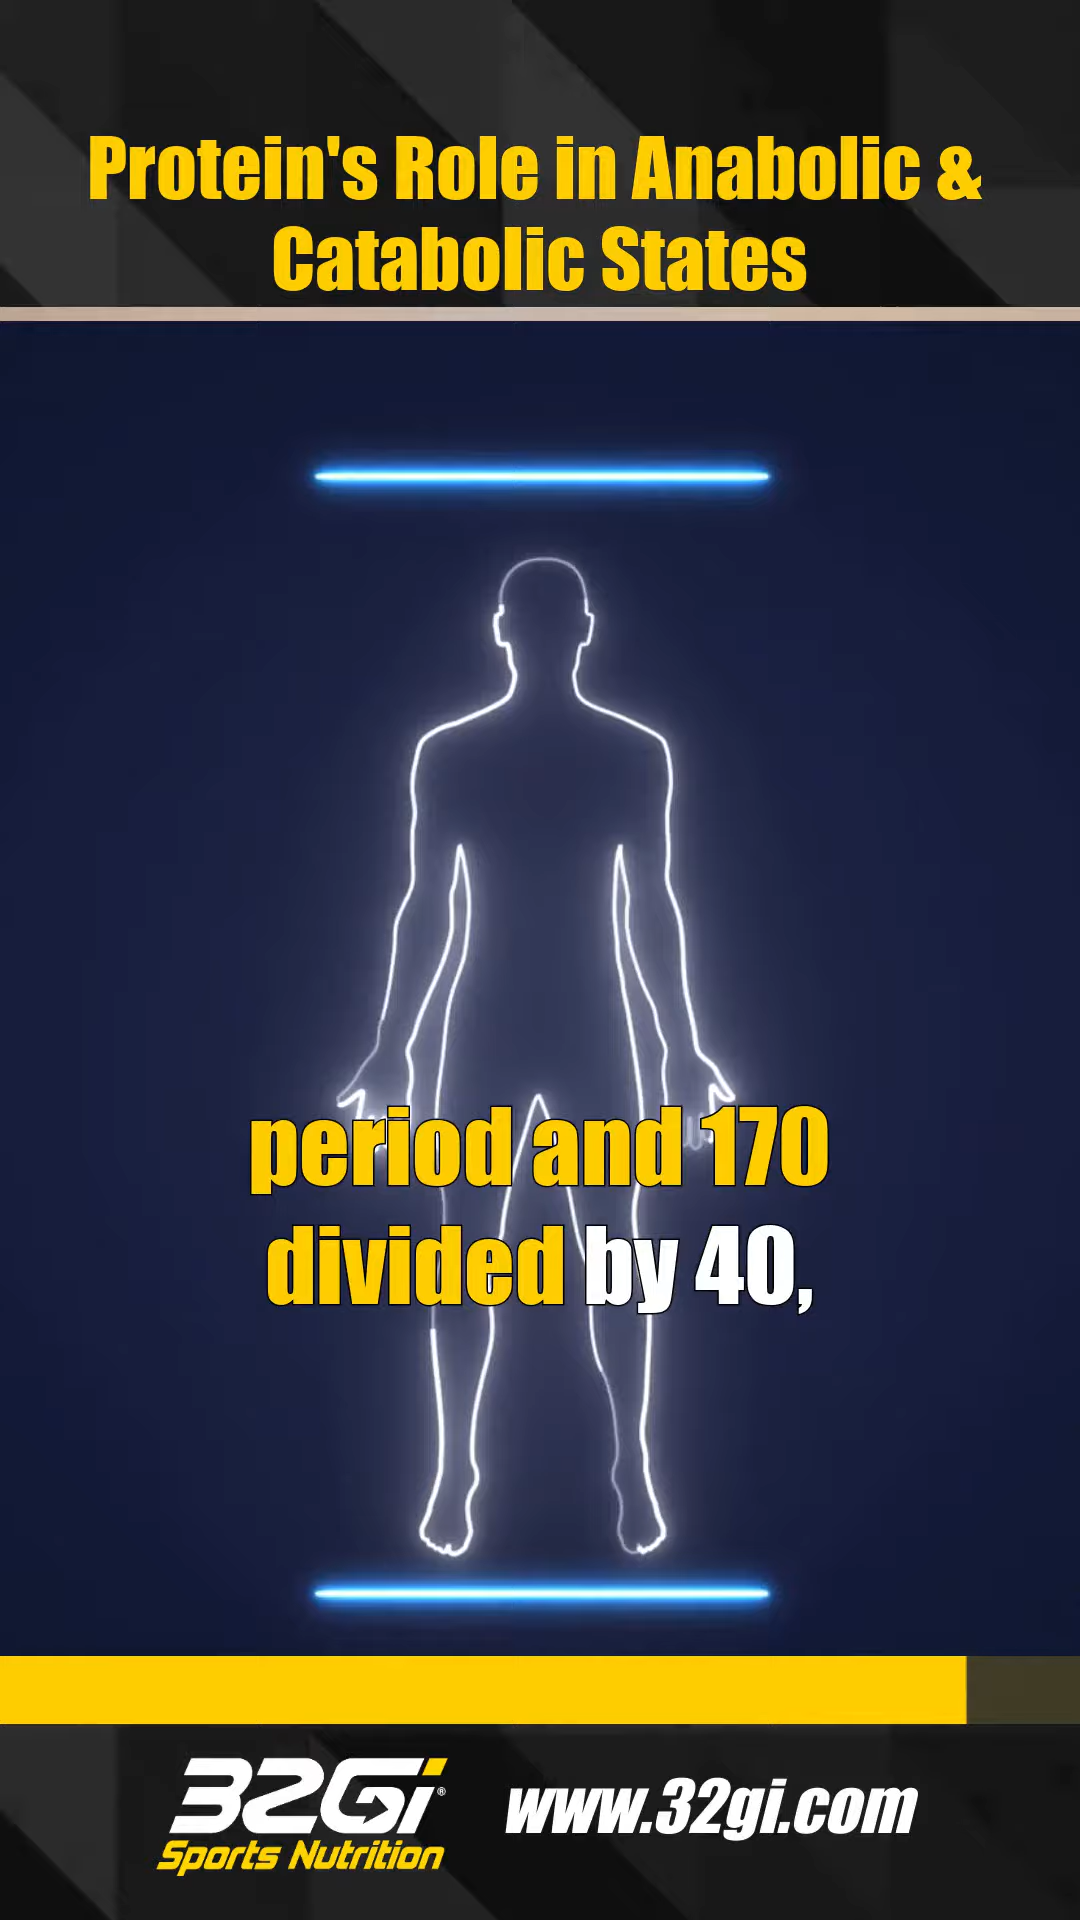 Protein's Role in Anabolic &
Catabolic States
period and 170
divided by 40,
32Gi®
Sports Nutrition
www.32gi.com